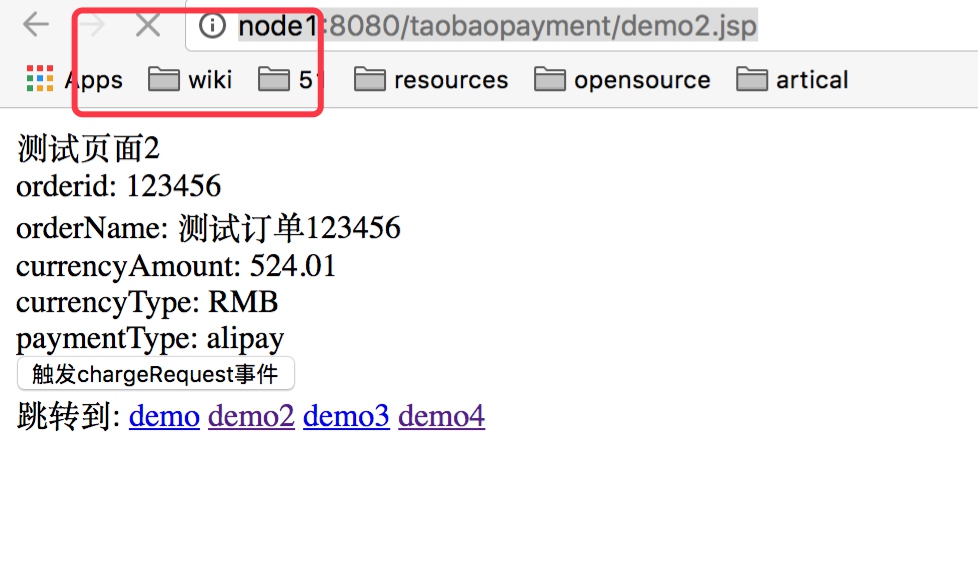 node1:8080/taobaopayment/demo2.jsp
Apps wiki 51 resources opensource artical
测试页面2
orderid: 123456
orderName: 测试订单123456
currencyAmount: 524.01
currencyType: RMB
paymentType: alipay
触发chargeRequest事件
跳转到: demo demo2 demo3 demo4